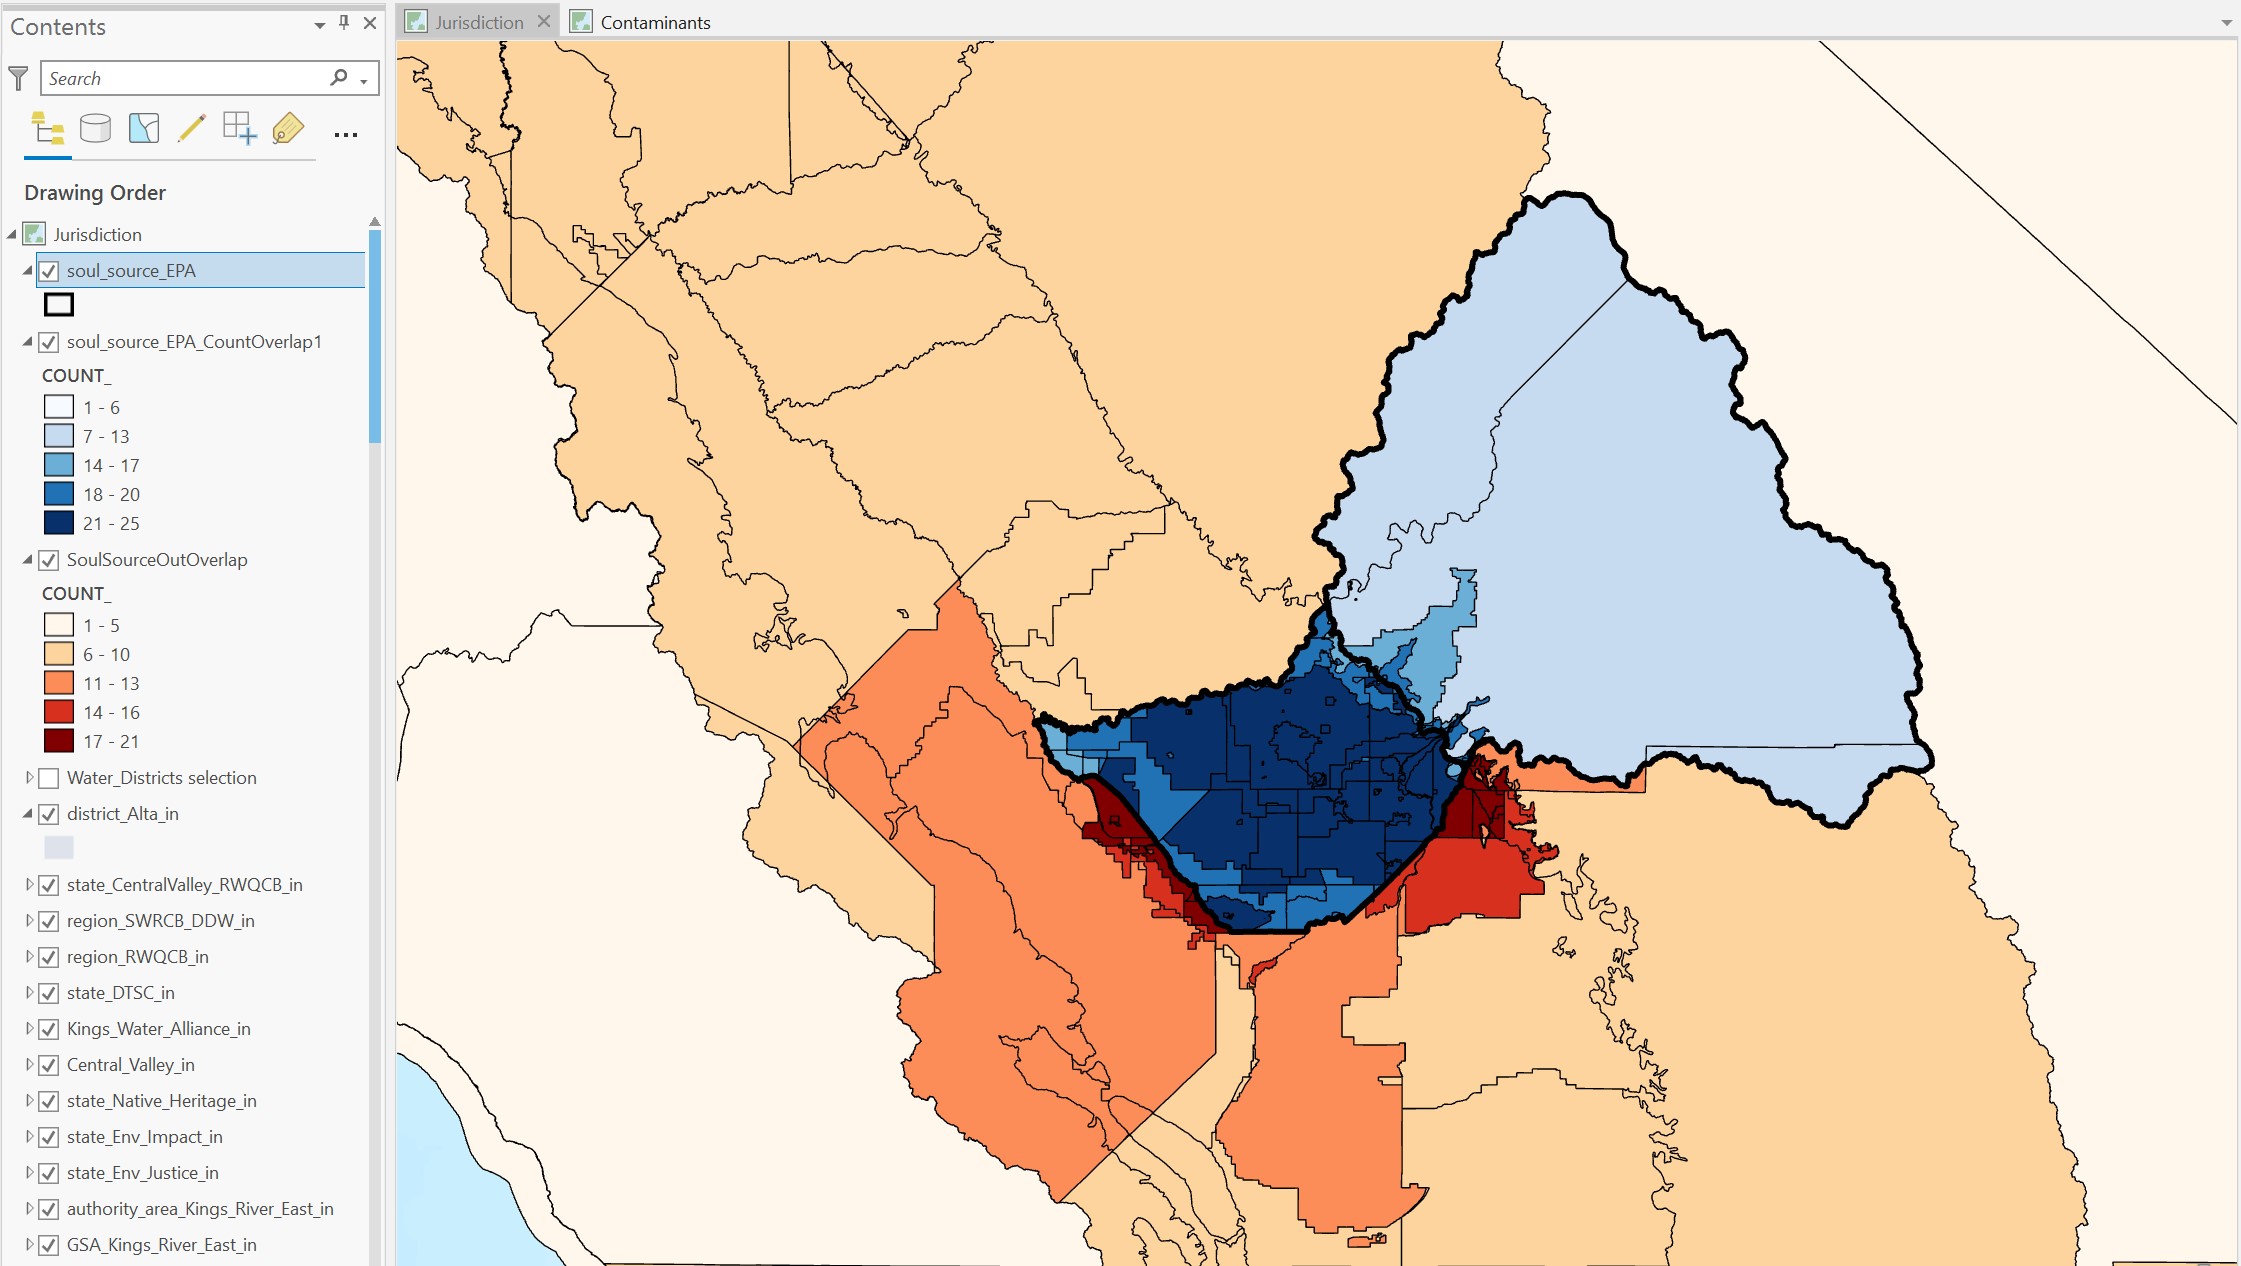 Contents
Search
Drawing Order
Jurisdiction
soul_source_EPA
soul_source_EPA_CountOverlap1
COUNT_
1 - 6
7 - 13
14 - 17
18 - 20
21 - 25
SoulSourceOutOverlap
COUNT_
1 - 5
6 - 10
11 - 13
14 - 16
17 - 21
Water_Districts selection
district_Alta_in
state_CentralValley_RWQCB_in
region_SWRCB_DDW_in
region_RWQCB_in
state_DTSC_in
Kings_Water_Alliance_in
Central_Valley_in
state_Native_Heritage_in
state_Env_Impact_in
state_Env_Justice_in
authority_area_Kings_River_East_in
GSA_Kings_River_East_in
Jurisdiction
Contaminants